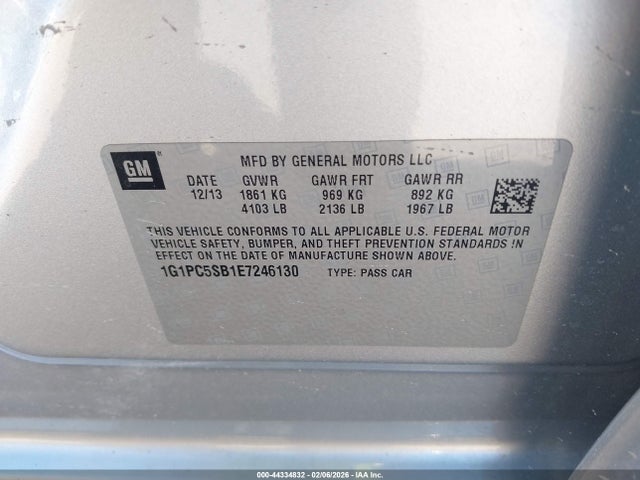 GM
MFD BY GENERAL MOTORS LLC
DATE GVWR GAWR FRT GAWR RR
12/13 1861 KG 969 KG 892 KG
4103 LB 2136 LB 1967 LB
THIS VEHICLE CONFORMS TO ALL APPLICABLE U.S. FEDERAL MOTOR
VEHICLE SAFETY, BUMPER, AND THEFT PREVENTION STANDARDS IN
EFFECT ON THE DATE OF MANUFACTURE SHOWN ABOVE.
1G1PC5SB1E7246130 TYPE: PASS CAR
000-44334832 - 02/06/2026 - IAA Inc.